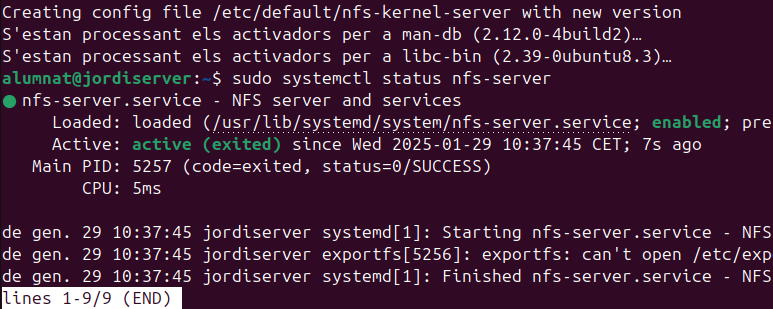 Creating config file /etc/default/nfs-kernel-server with new version
S'estan processant els activadors per a man-db (2.12.0-4build2)…
S'estan processant els activadors per a libc-bin (2.39-0ubuntu8.3)…
alumnat@jordiserver:~$ sudo systemctl status nfs-server
● nfs-server.service - NFS server and services
Loaded: loaded (/usr/lib/systemd/system/nfs-server.service; enabled; pre
Active: active (exited) since Wed 2025-01-29 10:37:45 CET; 7s ago
Main PID: 5257 (code=exited, status=0/SUCCESS)
CPU: 5ms
de gen. 29 10:37:45 jordiserver systemd[1]: Starting nfs-server.service - NFS
de gen. 29 10:37:45 jordiserver exportfs[5256]: exportfs: can't open /etc/exp
de gen. 29 10:37:45 jordiserver systemd[1]: Finished nfs-server.service - NFS
lines 1-9/9 (END)